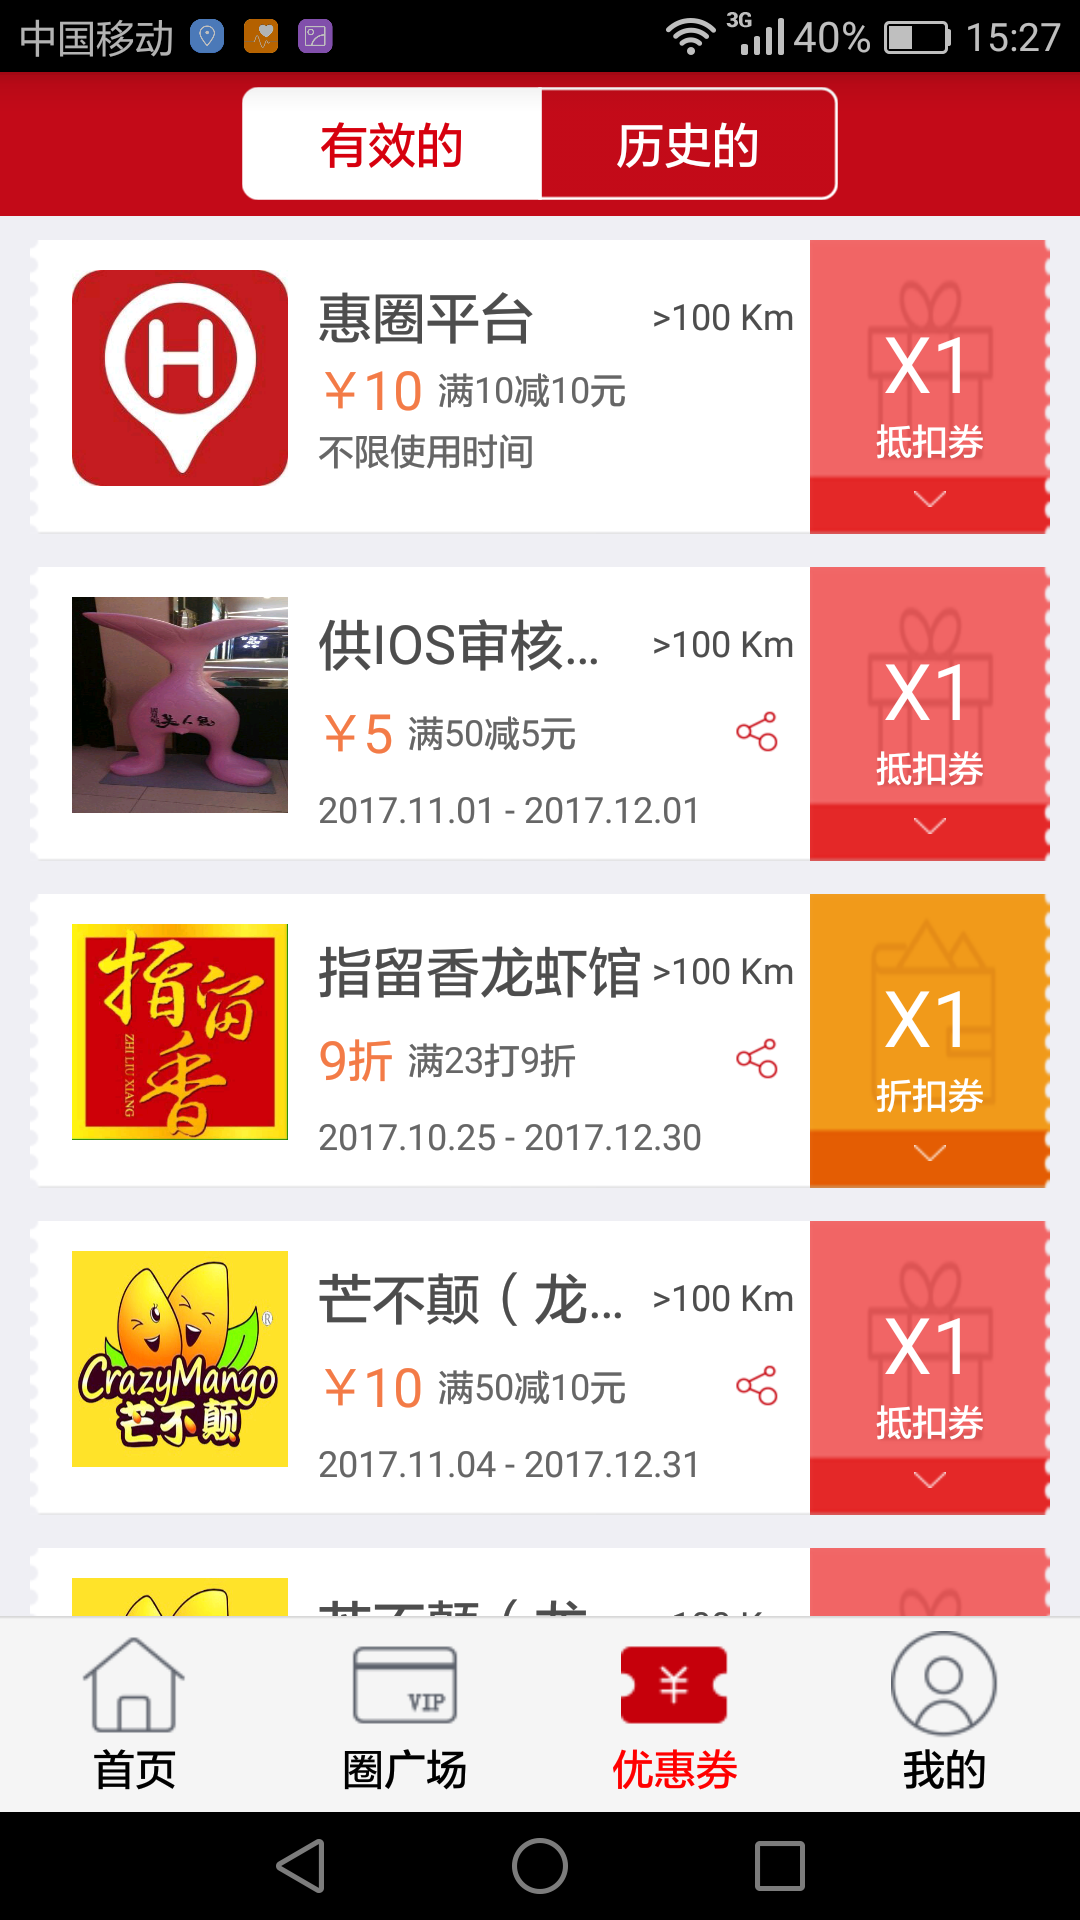 中国移动 3G 40% 15:27
有效的 历史的
惠圈平台 >100 Km
￥10 满10减10元
不限使用时间
X1
抵扣券
供IOS审核... >100 Km
￥5 满50减5元
2017.11.01 - 2017.12.01
X1
抵扣券
指留香
ZHI LIU XIANG
指留香龙虾馆 >100 Km
9折 满23打9折
2017.10.25 - 2017.12.30
X1
折扣券
CrazyMango
芒不颠
®
芒不颠（龙... >100 Km
￥10 满50减10元
2017.11.04 - 2017.12.31
X1
抵扣券
芒不颠（龙...
首页 VIP 圈广场 ¥ 优惠券 我的